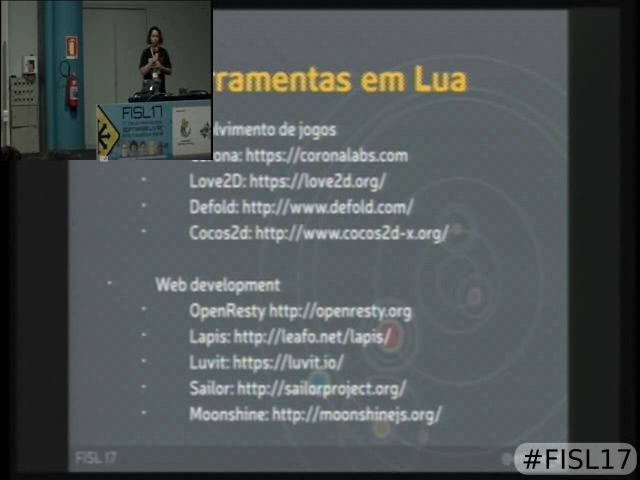 rramentas em Lua
olvimento de jogos
ona: https://coronalabs.com
- Love2D: https://love2d.org/
- Defold: http://www.defold.com/
- Cocos2d: http://www.cocos2d-x.org/
Web development
- OpenResty http://openresty.org
- Lapis: http://leafo.net/lapis/
- Luvit: https://luvit.io/
- Sailor: http://sailorproject.org/
- Moonshine: http://moonshinejs.org/
FISL 17
#FISL17
FISL17